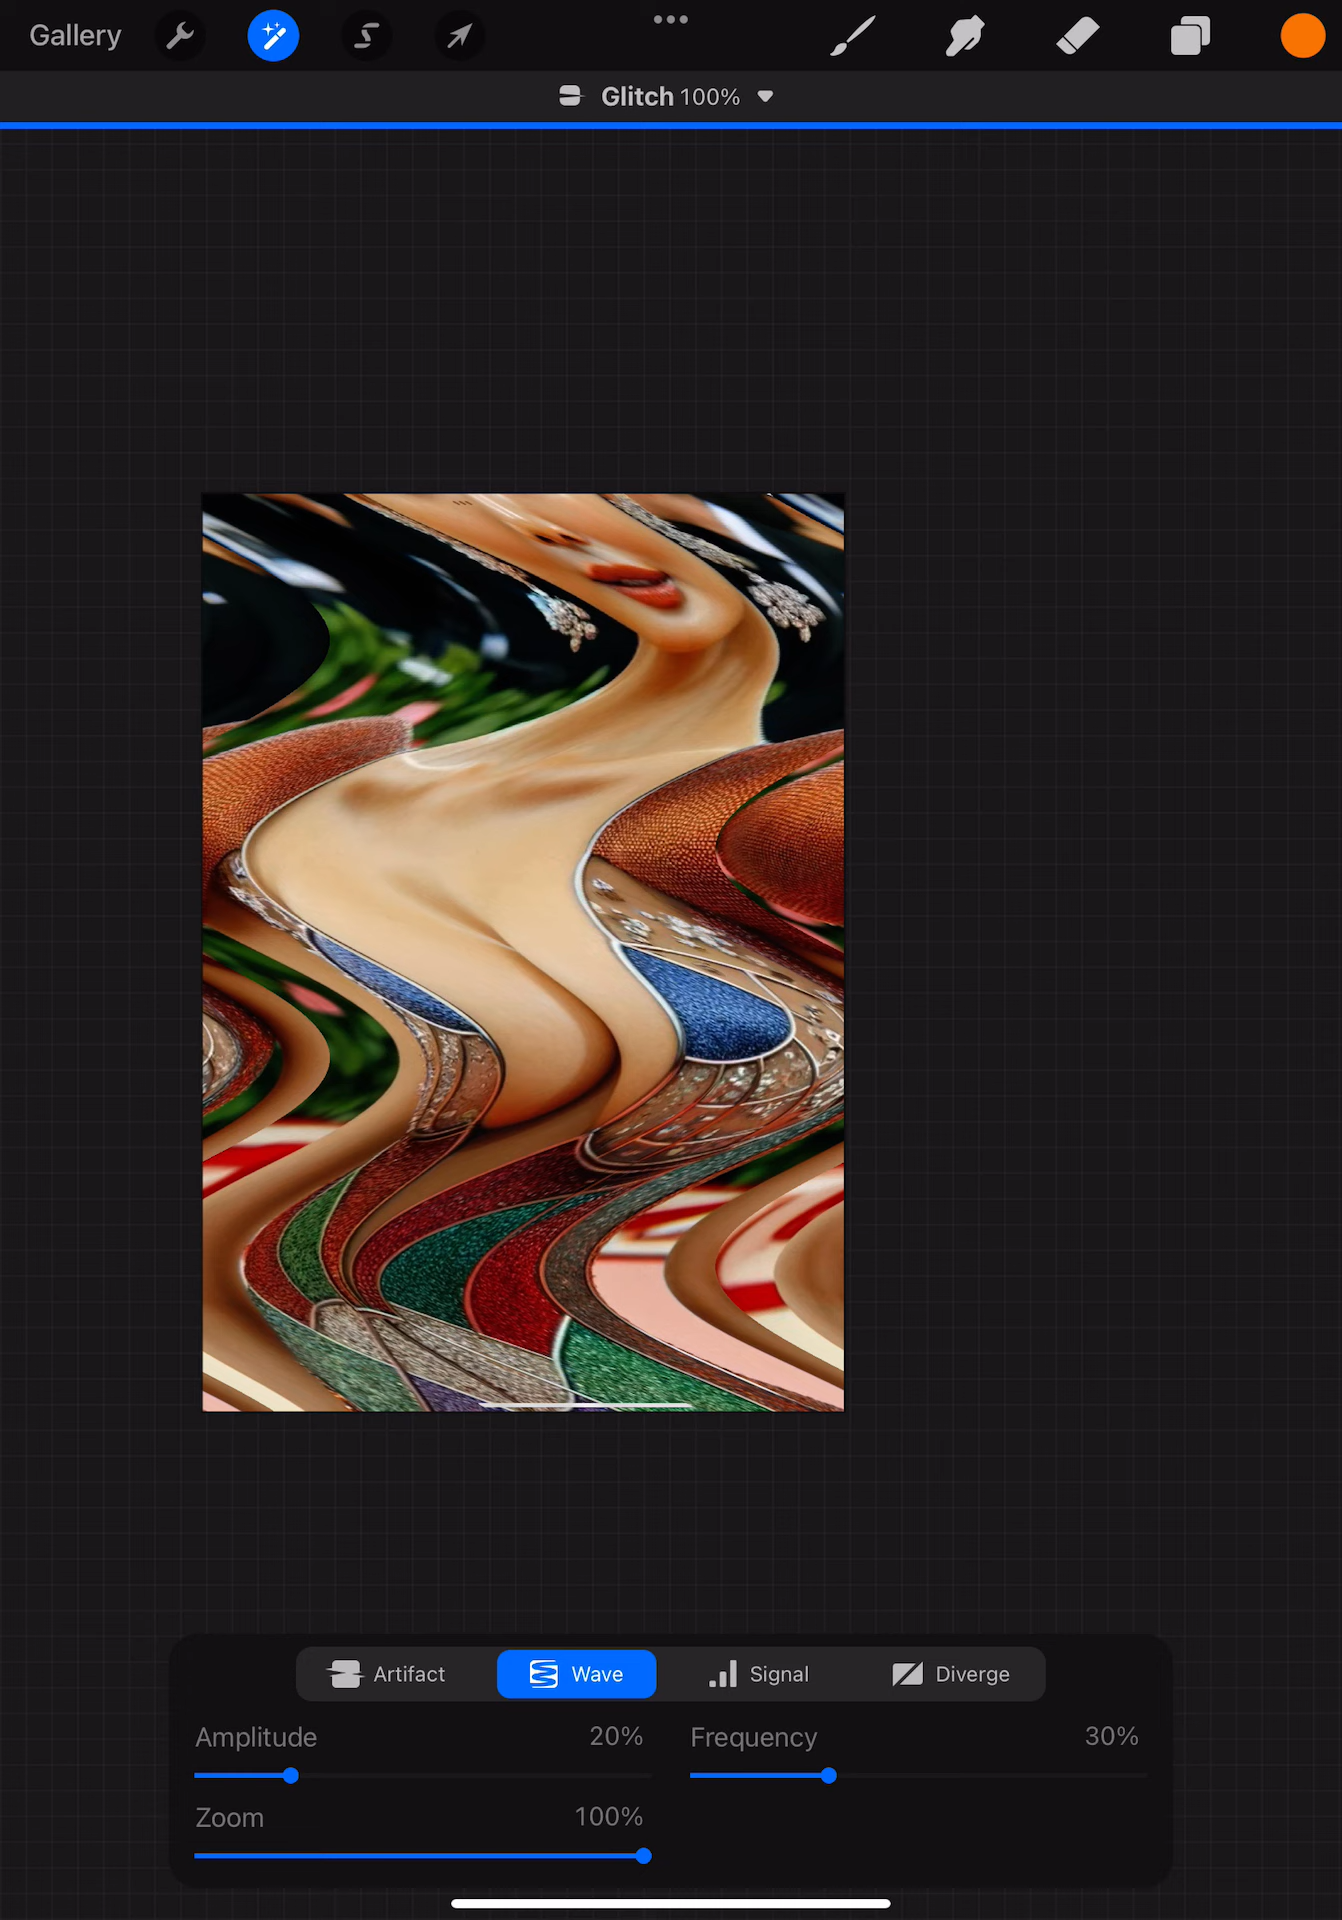 Gallery
Glitch 100%
Artifact
Wave
Signal
Diverge
Amplitude 20%
Frequency 30%
Zoom 100%